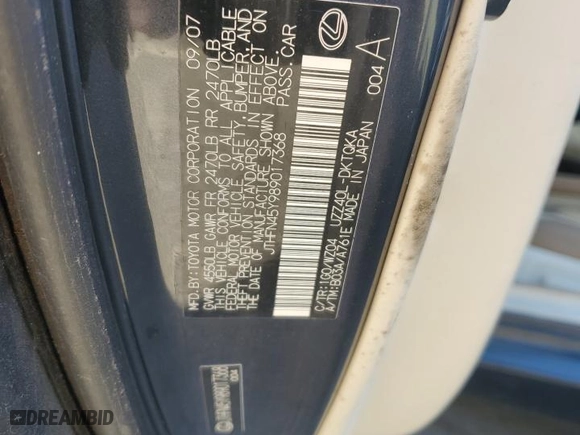 MFD.BY:TOYOTA MOTOR CORPORATION 09/07
GVWR 4550LB GAWR FR 2470LB RR 2470LB
THIS VEHICLE CONFORMS TO ALL APPLICABLE
FEDERAL MOTOR VEHICLE SAFETY, BUMPER, AND
THEFT PREVENTION STANDARDS IN EFFECT ON
THE DATE OF MANUFACTURE SHOWN ABOVE.
JTHFN45Y989017368 PASS.CAR
C/TR:1G0/WZ04 UZZ40L-DKTQKA
A/TM:B03A/A761E MADE IN JAPAN
004 A
004
DREAMBID